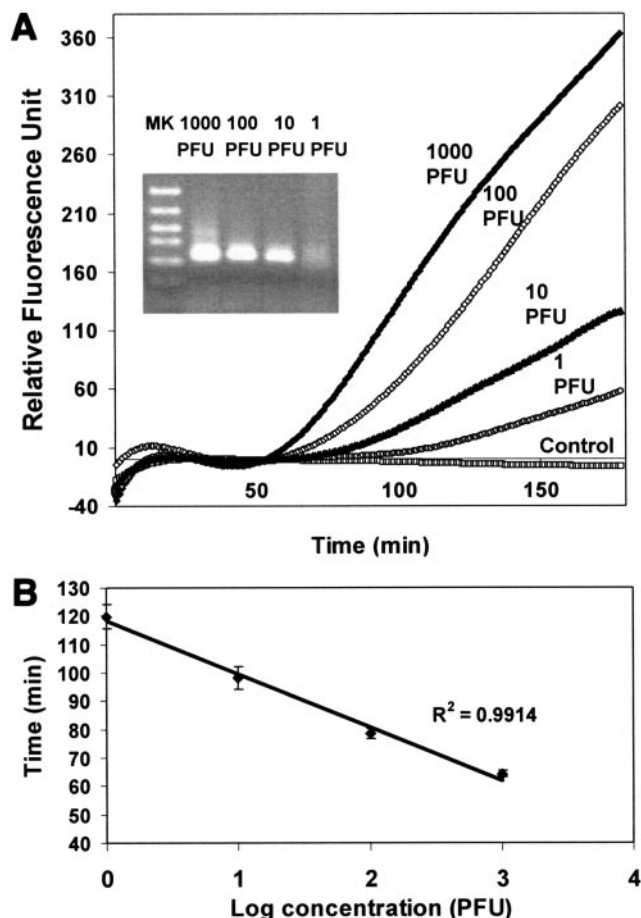 A
360
310
260
210
160
110
60
10
-40
Relative Fluorescence Unit
MK 1000 100 10 1
PFU PFU PFU PFU
1000
PFU
100
PFU
10
PFU
1
PFU
Control
50 100 150
Time (min)
B
130
120
110
100
90
80
70
60
50
40
Time (min)
R² = 0.9914
0 1 2 3 4
Log concentration (PFU)